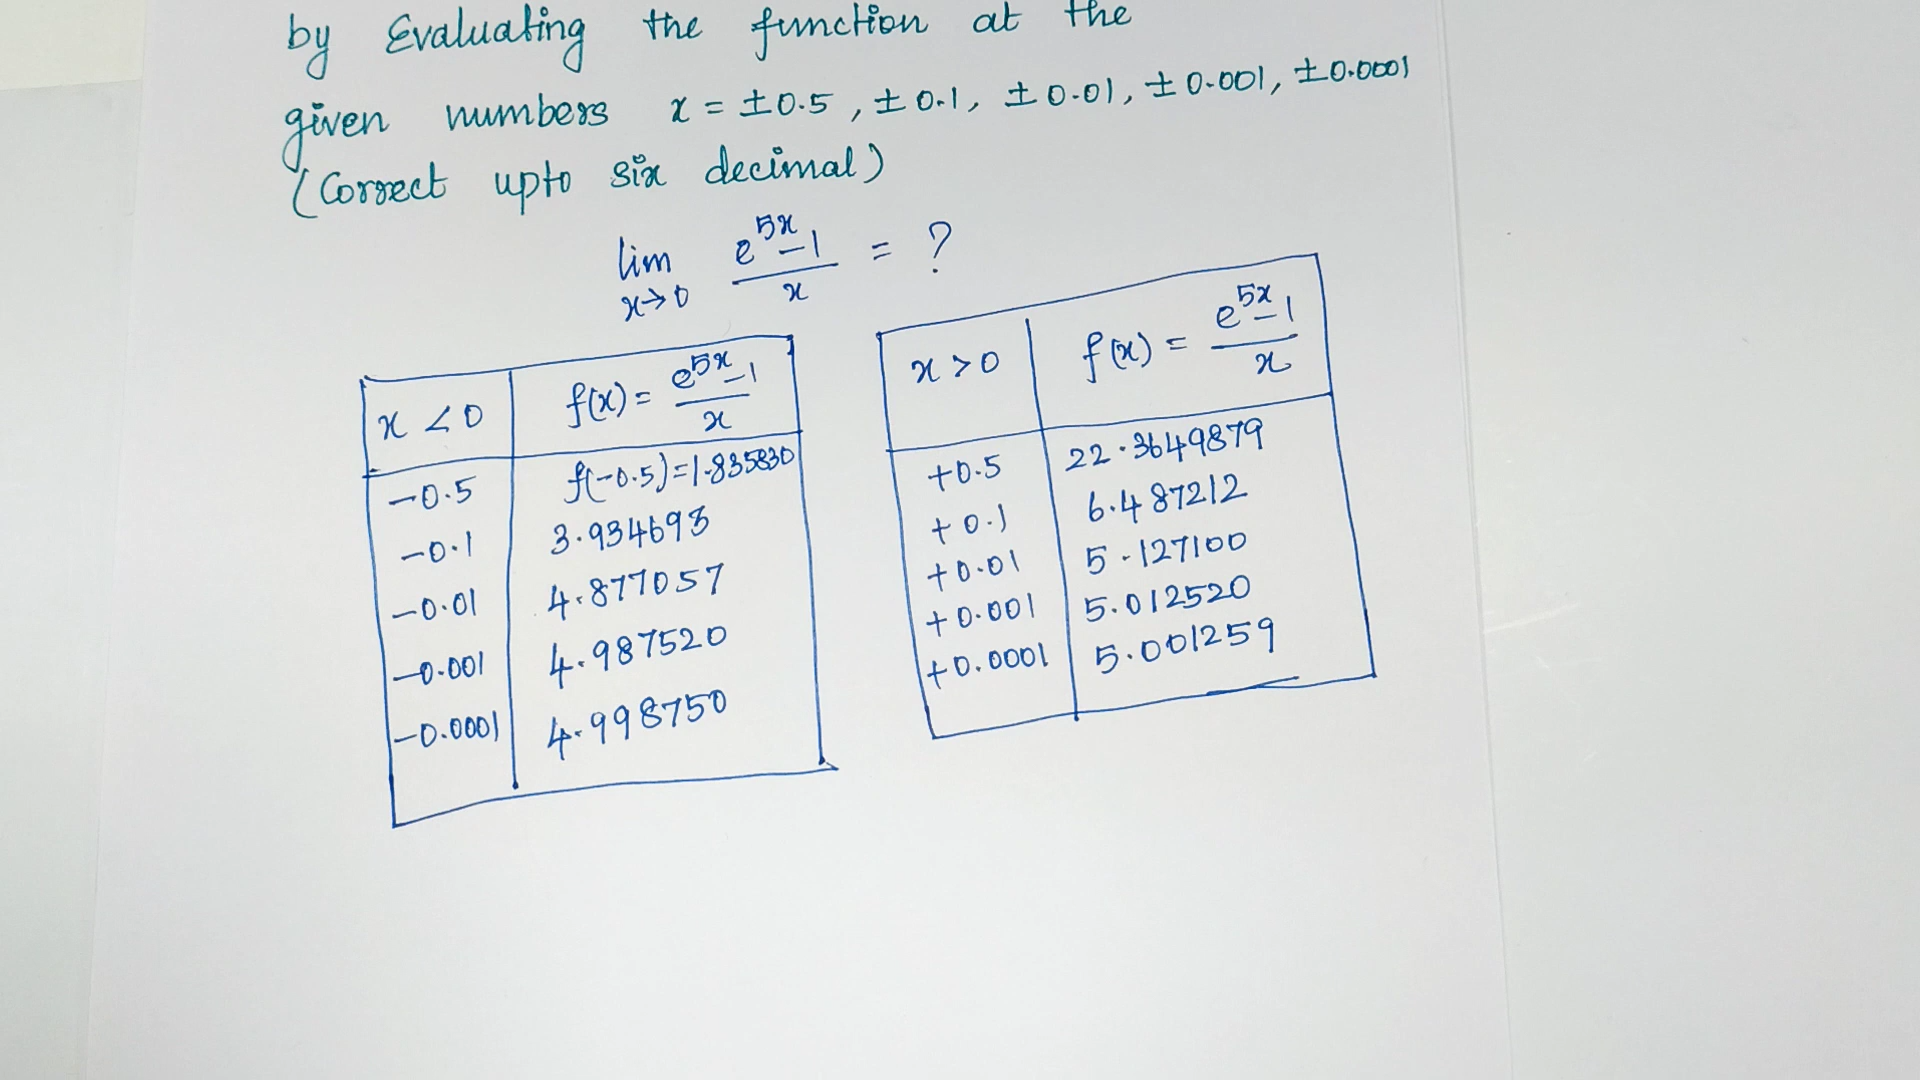 by Evaluating the function at the
given numbers x = ±0.5, ±0.1, ±0.01, ±0.001, ±0.0001
(Correct upto six decimal)
lim x→0 (e^{5x} - 1)/x = ?
x < 0 f(x) = (e^{5x} - 1)/x
-0.5 f(-0.5) = 1.835830
-0.1 3.934693
-0.01 4.877057
-0.001 4.987520
-0.0001 4.998750
x > 0 f(x) = (e^{5x} - 1)/x
+0.5 22.3649879
+0.1 6.487212
+0.01 5.127100
+0.001 5.012520
+0.0001 5.001259